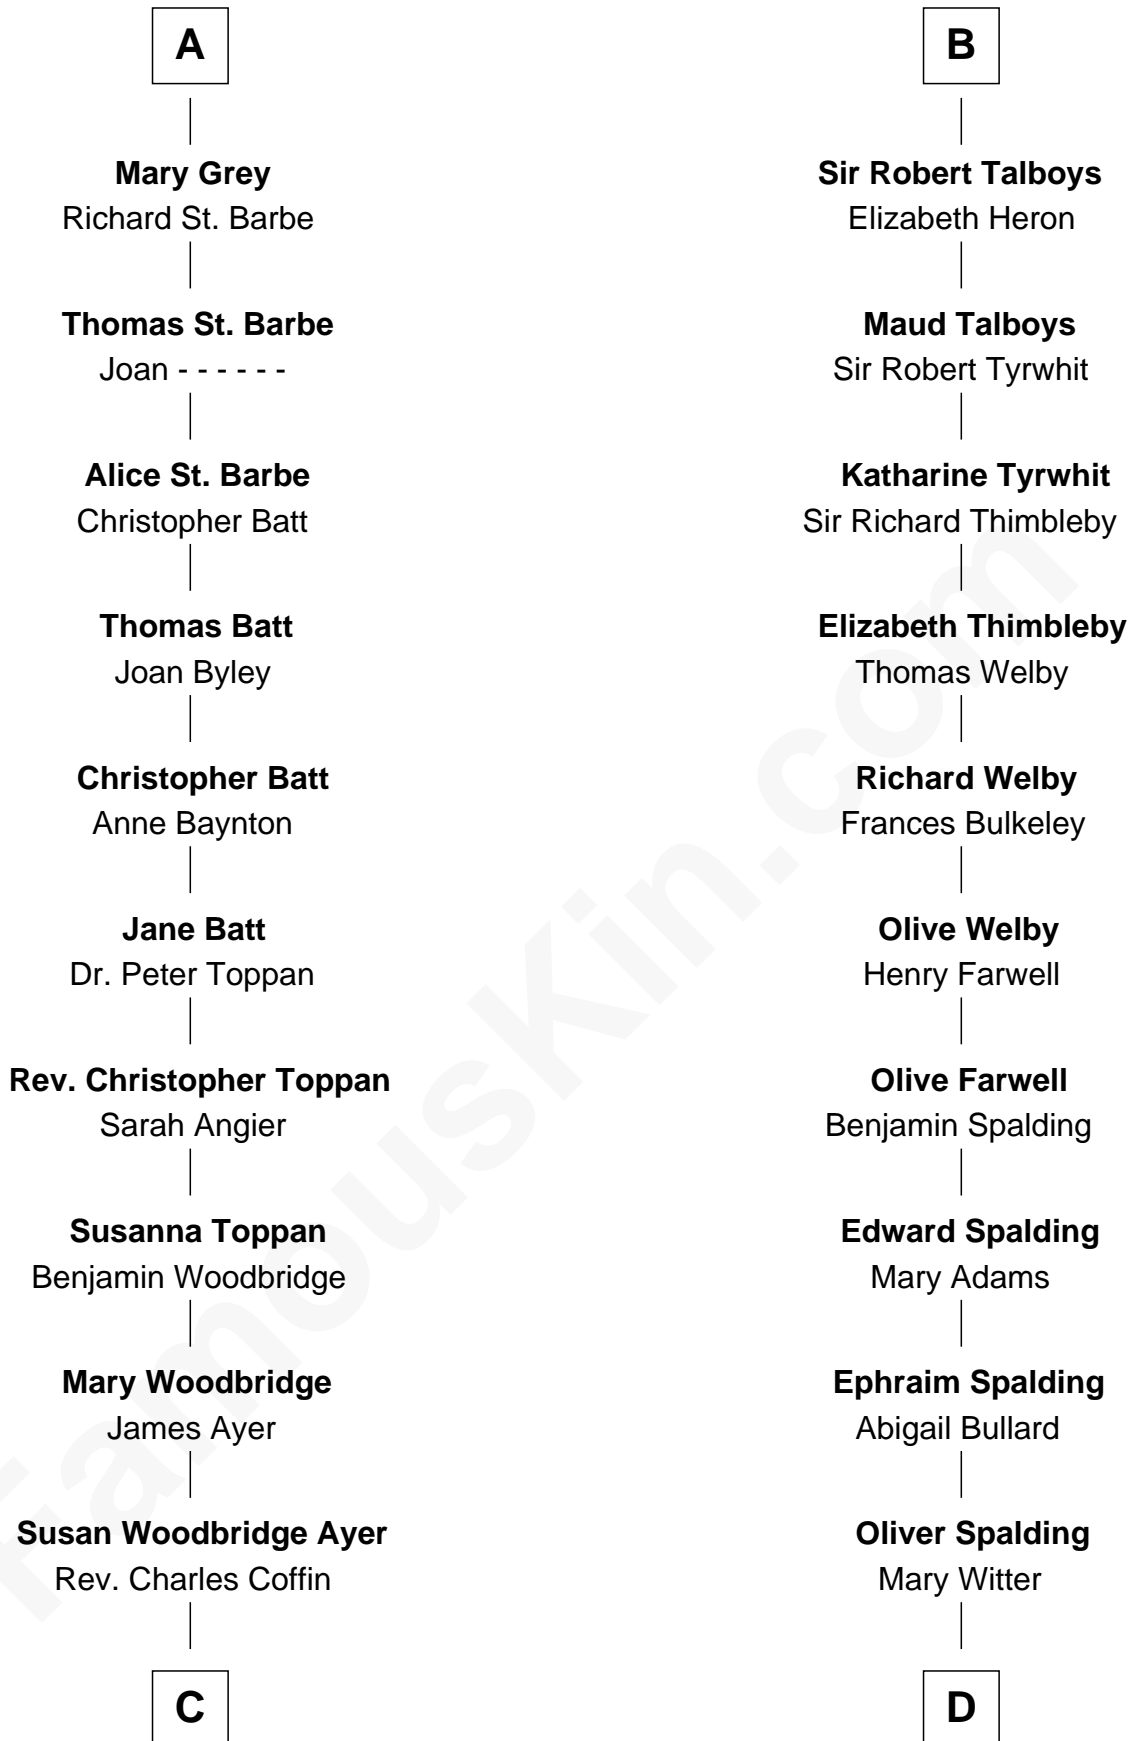 A
Mary Grey
Richard St. Barbe
Thomas St. Barbe
Joan - - - - - -
Alice St. Barbe
Christopher Batt
Thomas Batt
Joan Byley
Christopher Batt
Anne Baynton
Jane Batt
Dr. Peter Toppan
Rev. Christopher Toppan
Sarah Angier
Susanna Toppan
Benjamin Woodbridge
Mary Woodbridge
James Ayer
Susan Woodbridge Ayer
Rev. Charles Coffin
C
B
Sir Robert Talboys
Elizabeth Heron
Maud Talboys
Sir Robert Tyrwhit
Katharine Tyrwhit
Sir Richard Thimbleby
Elizabeth Thimbleby
Thomas Welby
Richard Welby
Frances Bulkeley
Olive Welby
Henry Farwell
Olive Farwell
Benjamin Spalding
Edward Spalding
Mary Adams
Ephraim Spalding
Abigail Bullard
Oliver Spalding
Mary Witter
D
FamousKin.com